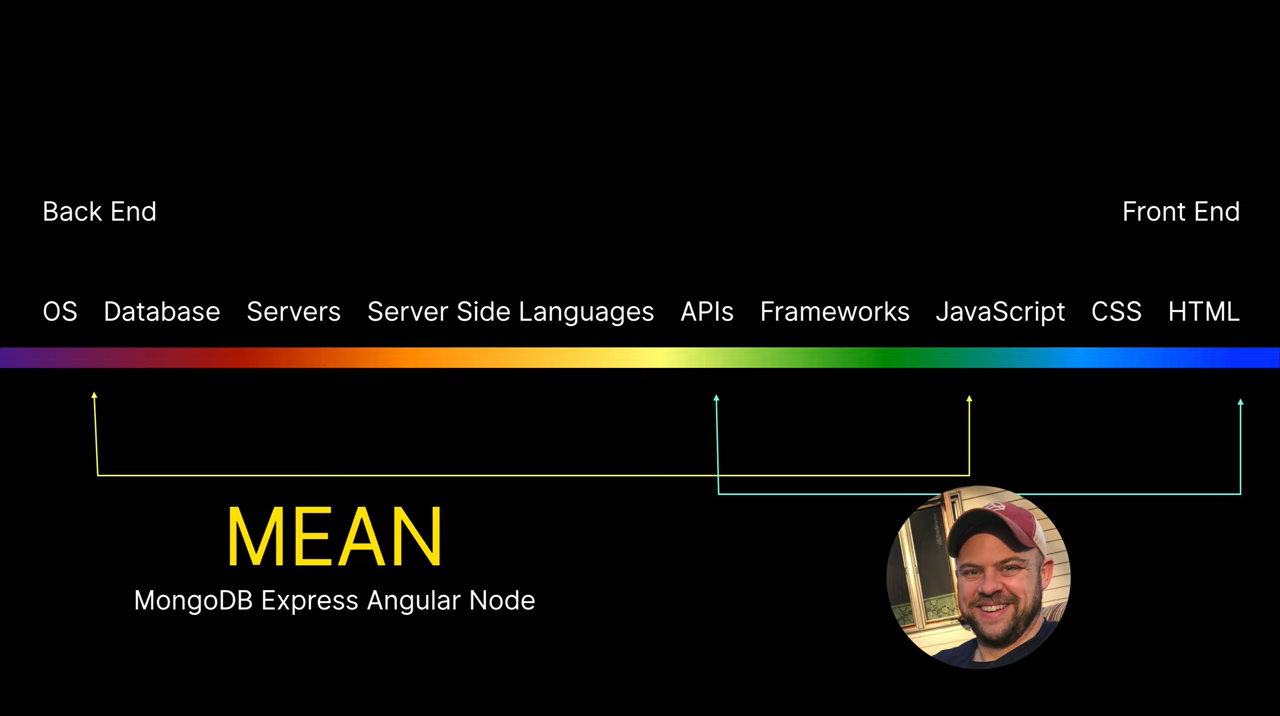 Back End
Front End
OS Database Servers Server Side Languages APIs Frameworks JavaScript CSS HTML
MEAN
MongoDB Express Angular Node